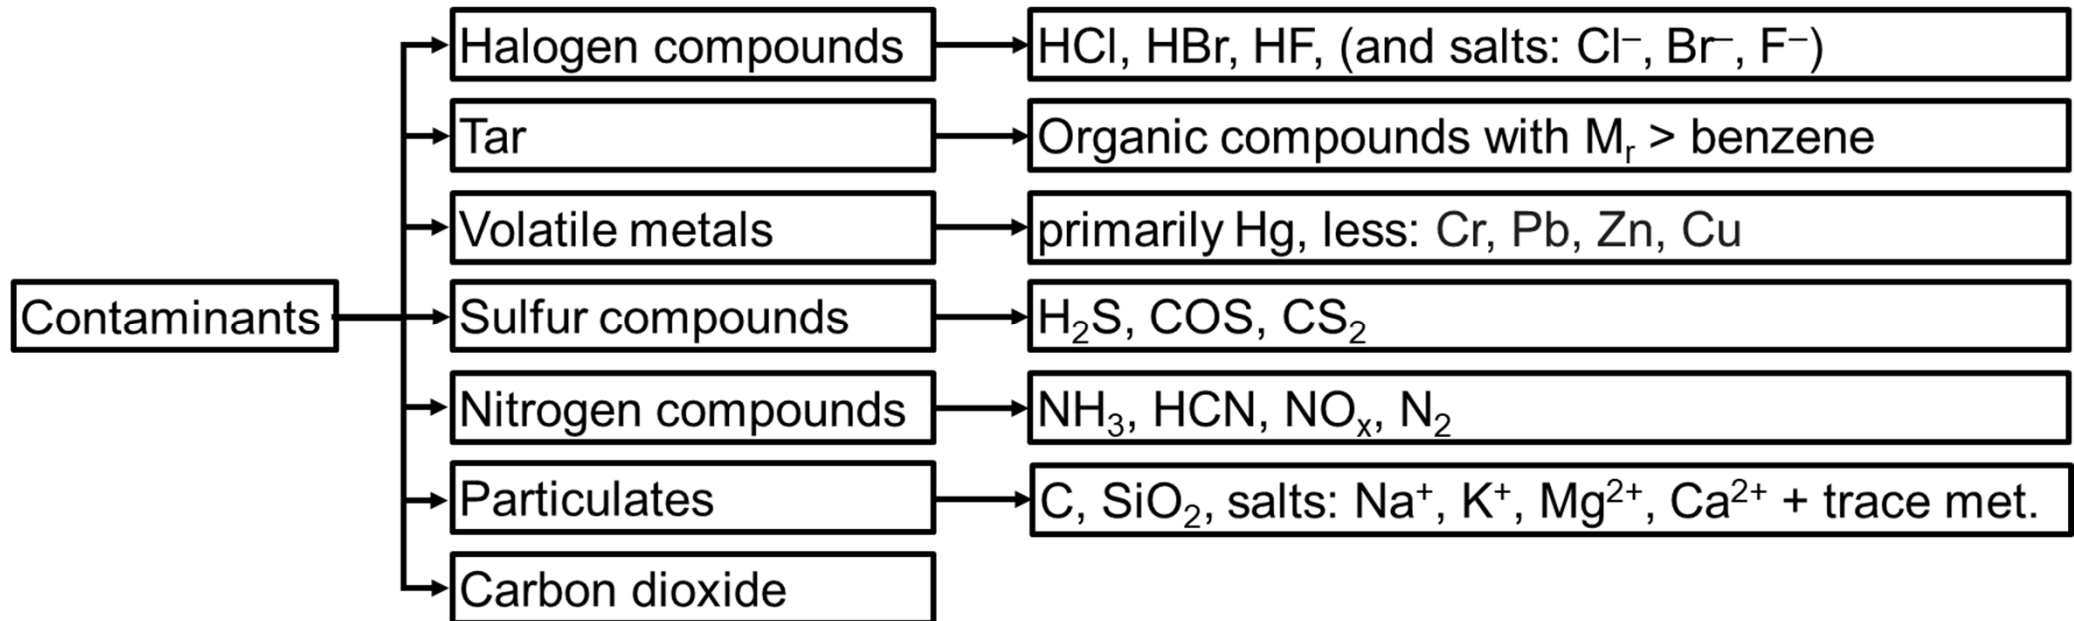 Halogen compounds
HCl, HBr, HF, (and salts: Cl⁻, Br⁻, F⁻)
Tar
Organic compounds with Mᵣ > benzene
Volatile metals
primarily Hg, less: Cr, Pb, Zn, Cu
Contaminants
Sulfur compounds
H₂S, COS, CS₂
Nitrogen compounds
NH₃, HCN, NOₓ, N₂
Particulates
C, SiO₂, salts: Na⁺, K⁺, Mg²⁺, Ca²⁺ + trace met.
Carbon dioxide